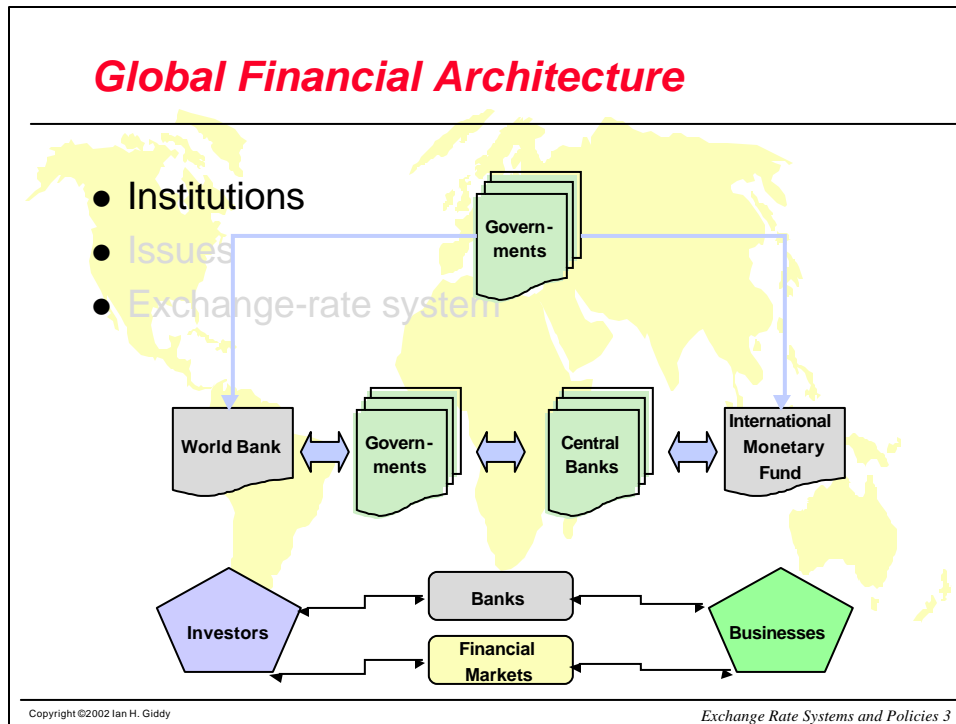 Global Financial Architecture
● Institutions
● Issues
● Exchange-rate system
Govern-
ments
World Bank
Govern-
ments
Central
Banks
International
Monetary
Fund
Investors
Banks
Financial
Markets
Businesses
Copyright ©2002 Ian H. Giddy
Exchange Rate Systems and Policies 3